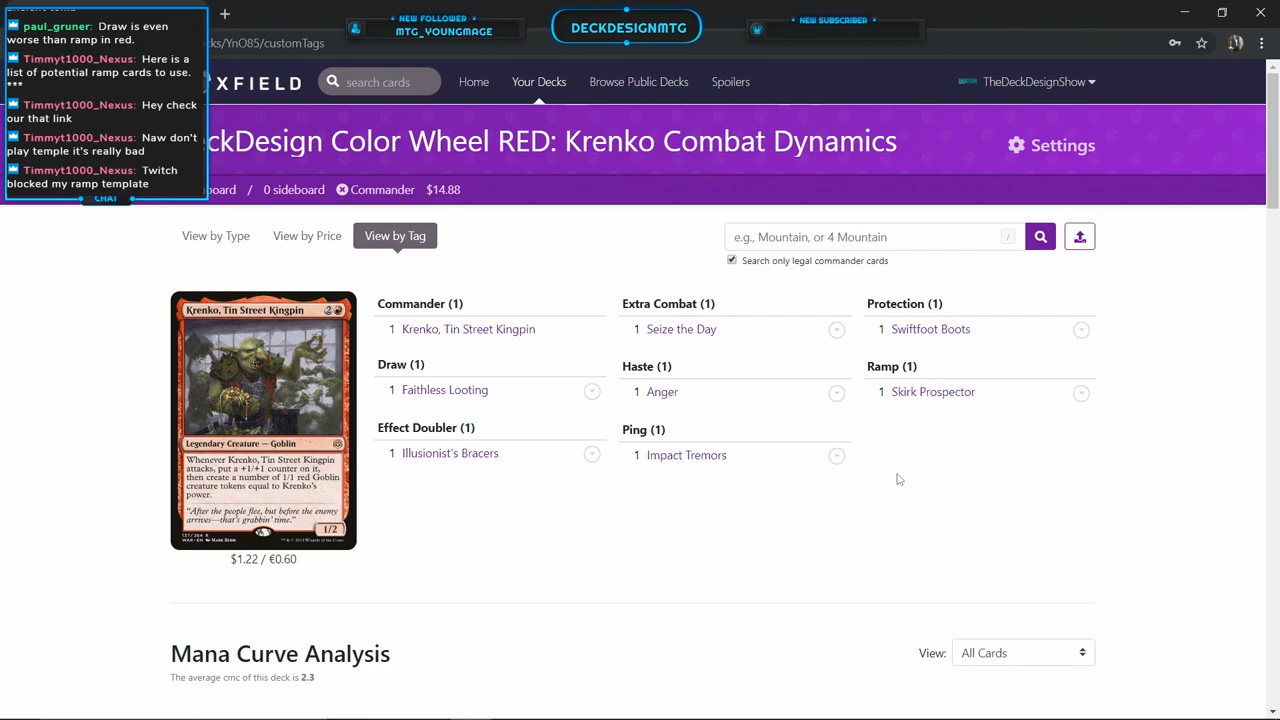 paul_gruner: Draw is even
worse than ramp in red.
Timmyt1000_Nexus: Here is a
list of potential ramp cards to use.
***
Timmyt1000_Nexus: Hey check
our that link
Timmyt1000_Nexus: Naw don't
play temple it's really bad
Timmyt1000_Nexus: Twitch
blocked my ramp template
CHAT
NEW FOLLOWER
MTG_YOUNGMAGE
DECKDESIGNMTG
NEW SUBSCRIBER
ks/YnO85/customTags
XFIELD
search cards
Home
Your Decks
Browse Public Decks
Spoilers
TheDeckDesignShow
ckDesign Color Wheel RED: Krenko Combat Dynamics
Settings
board / 0 sideboard / Commander $14.88
View by Type
View by Price
View by Tag
e.g., Mountain, or 4 Mountain
/
Search only legal commander cards
Krenko, Tin Street Kingpin 2
Legendary Creature — Goblin
Whenever Krenko, Tin Street Kingpin
attacks, put a +1/+1 counter on it,
then create a number of 1/1 red Goblin
creature tokens equal to Krenko's
power.
"After the people flee, but before the enemy
arrives—that's grabbin' time."
1/2
$1.22 / €0.60
Commander (1)
1 Krenko, Tin Street Kingpin
Draw (1)
1 Faithless Looting
Effect Doubler (1)
1 Illusionist's Bracers
Extra Combat (1)
1 Seize the Day
Haste (1)
1 Anger
Ping (1)
1 Impact Tremors
Protection (1)
1 Swiftfoot Boots
Ramp (1)
1 Skirk Prospector
Mana Curve Analysis
The average cmc of this deck is 2.3
View:
All Cards